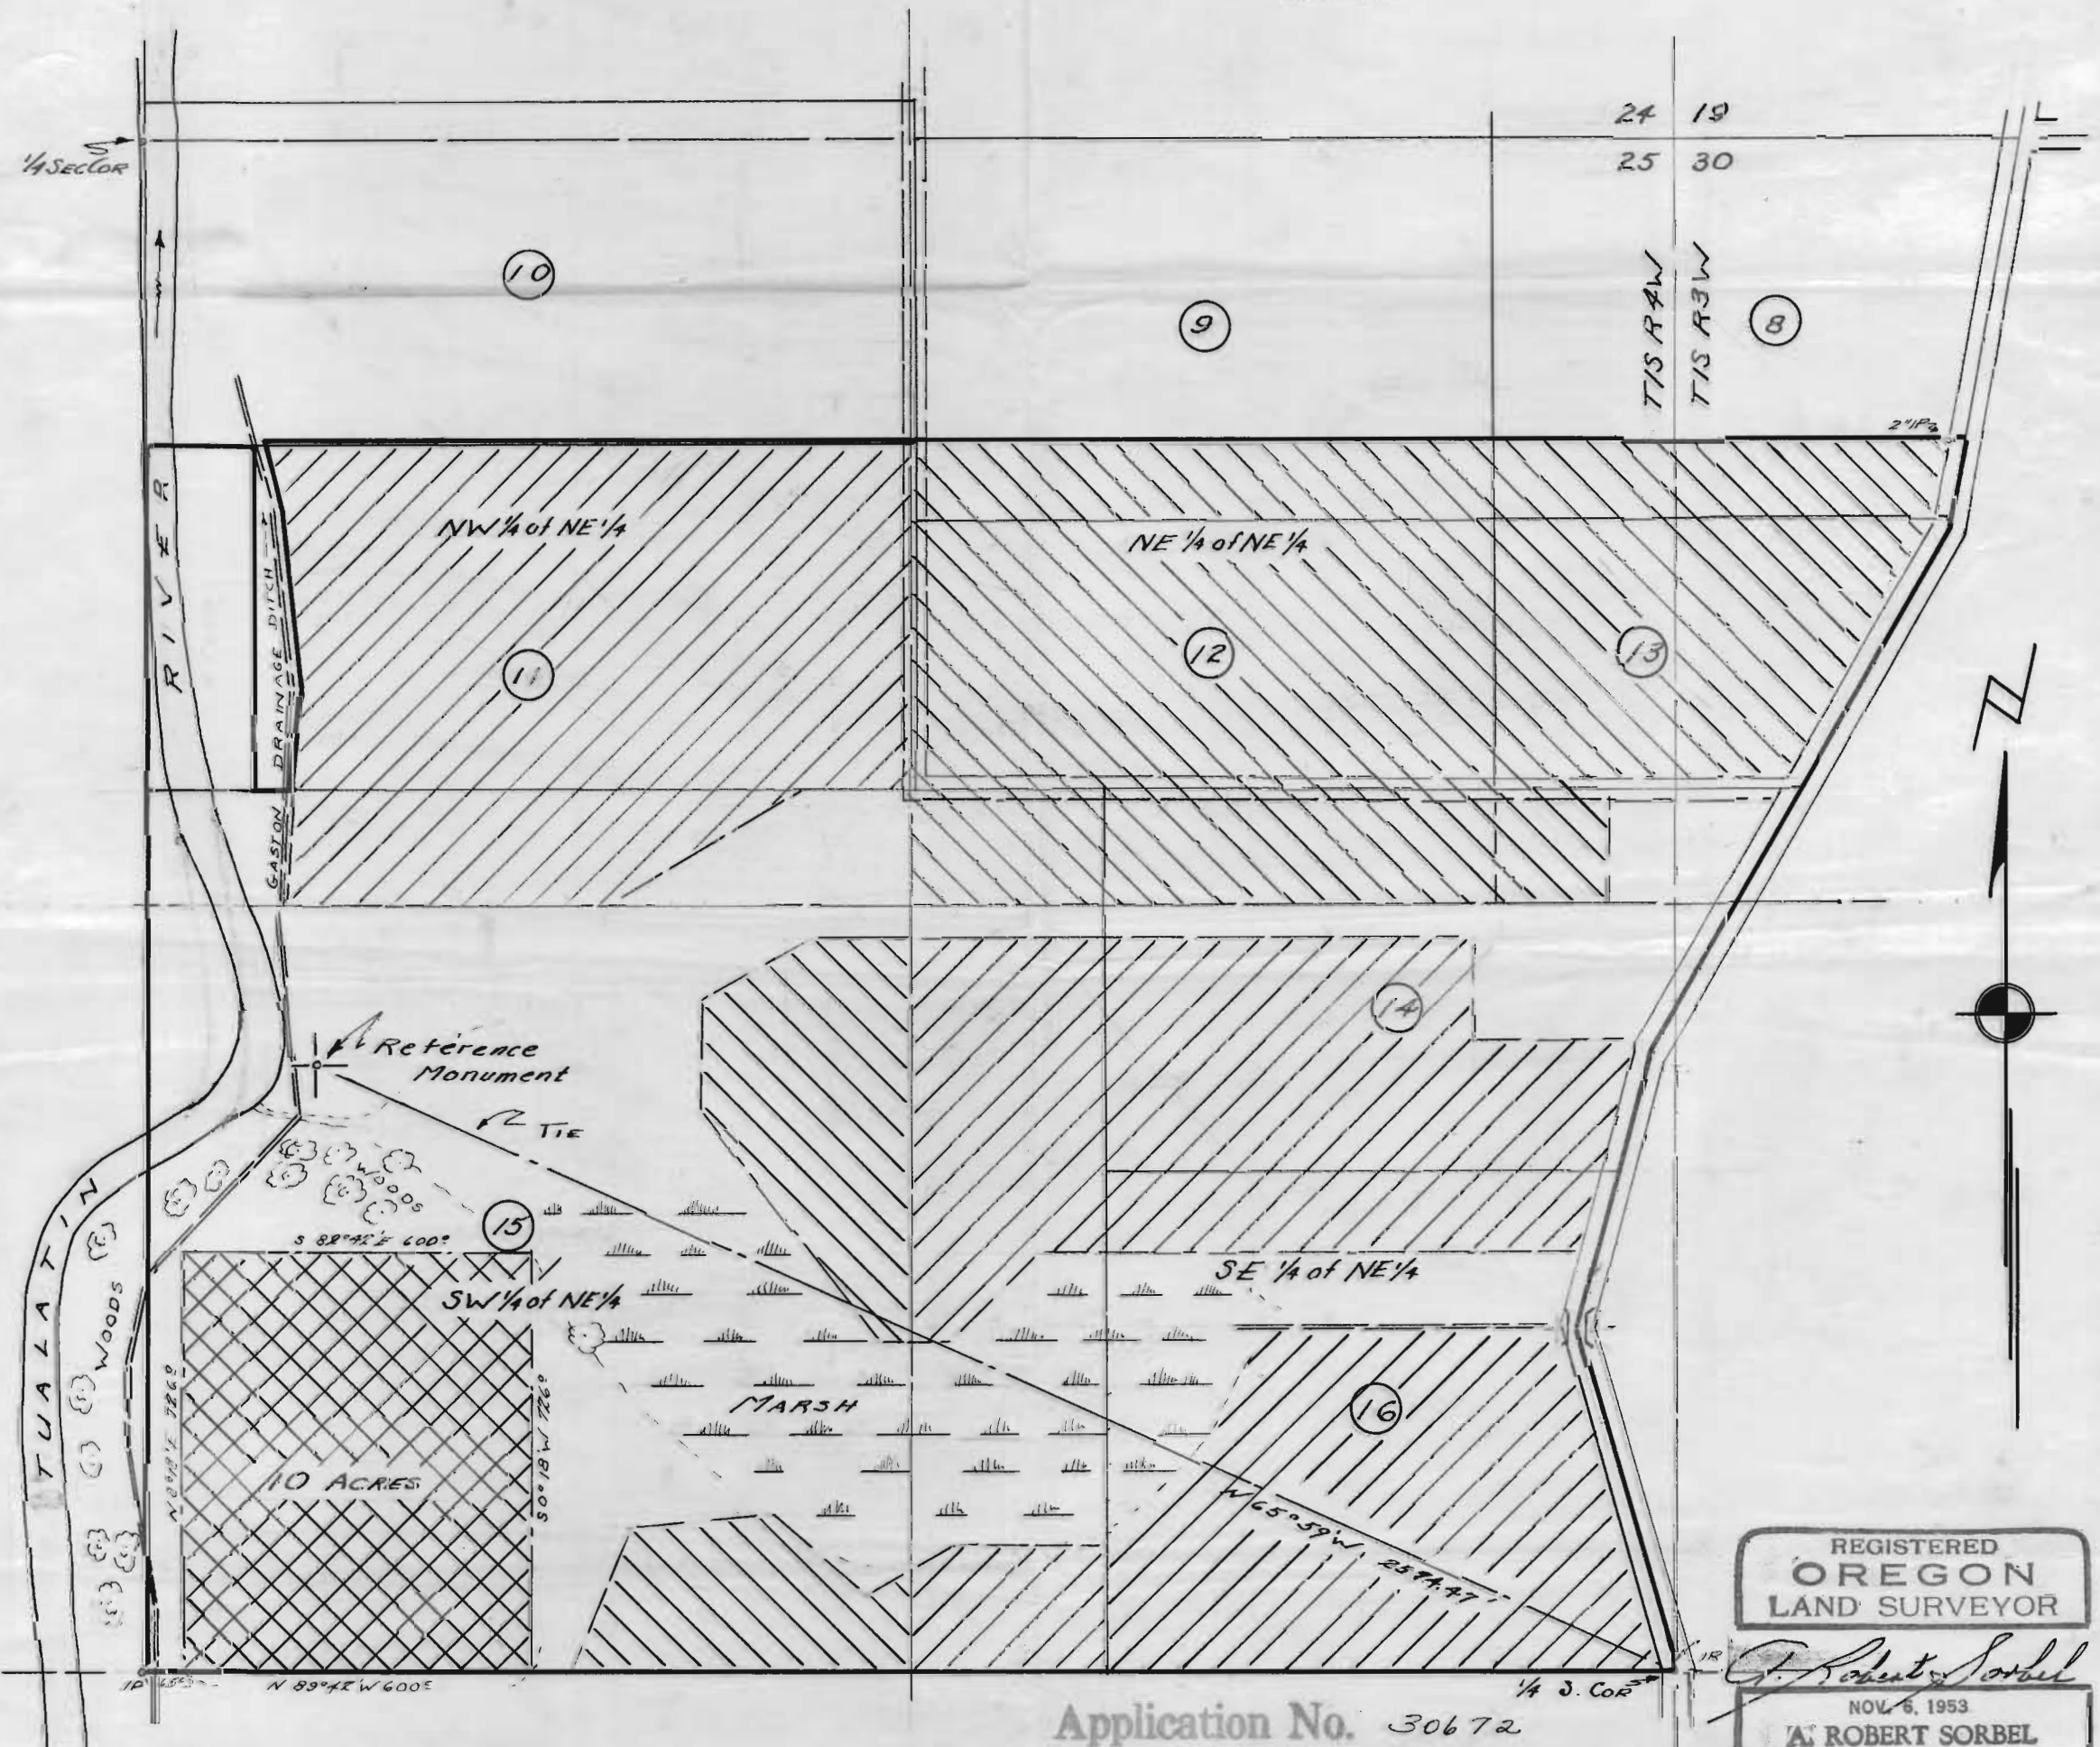 24 19
1/4 SEC COR
25 30
10
9
8
T1S R4W
T1S R3W
2" IP
NW 1/4 of NE 1/4
NE 1/4 of NE 1/4
RIVER
GASTON DRAINAGE DITCH
11
12
13
14
Reference
Monument
TIE
WOODS
15
S 89°42' E 600°
SW 1/4 of NE 1/4
SE 1/4 of NE 1/4
TUALATIN
WOODS
N 0°18' E 726°
S 0°18' W 726°
MARSH
16
10 ACRES
N 65°59' W 2574.47'
REGISTERED
OREGON
LAND SURVEYOR
A. Robert Sorbel
IP
IR
N 89°42' W 600°
1/4 S. COR
NOV. 6, 1953
A. ROBERT SORBEL
Application No. 30672